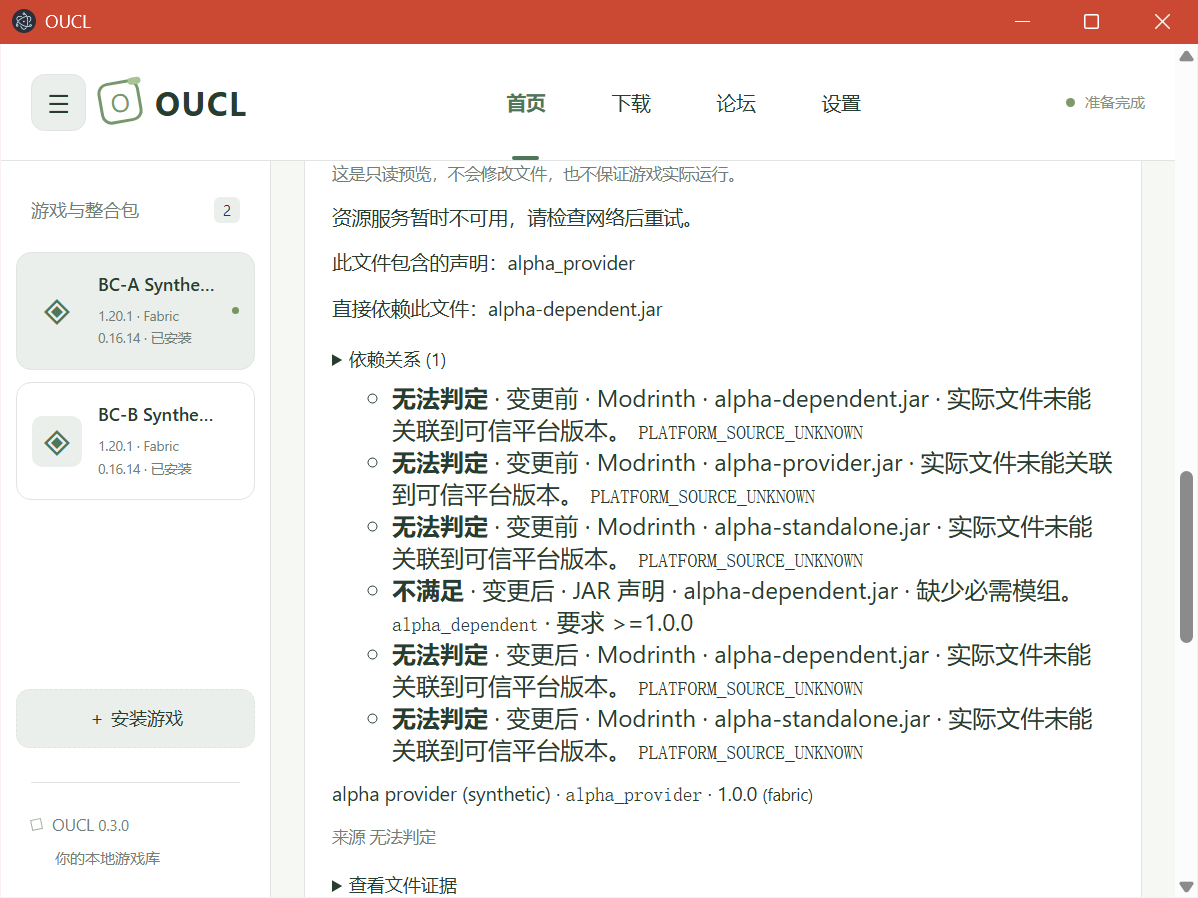 OUCL
☰
O
OUCL
首页
下载
论坛
设置
准备完成
游戏与整合包
2
BC-A Synthe...
1.20.1 · Fabric
0.16.14 · 已安装
BC-B Synthe...
1.20.1 · Fabric
0.16.14 · 已安装
+ 安装游戏
OUCL 0.3.0
你的本地游戏库
这是只读预览，不会修改文件，也不保证游戏实际运行。
资源服务暂时不可用，请检查网络后重试。
此文件包含的声明：alpha_provider
直接依赖此文件：alpha-dependent.jar
▶ 依赖关系 (1)
无法判定 · 变更前 · Modrinth · alpha-dependent.jar · 实际文件未能
关联到可信平台版本。 PLATFORM_SOURCE_UNKNOWN
无法判定 · 变更前 · Modrinth · alpha-provider.jar · 实际文件未能关联
到可信平台版本。 PLATFORM_SOURCE_UNKNOWN
无法判定 · 变更前 · Modrinth · alpha-standalone.jar · 实际文件未能
关联到可信平台版本。 PLATFORM_SOURCE_UNKNOWN
不满足 · 变更后 · JAR 声明 · alpha-dependent.jar · 缺少必需模组。
alpha_dependent · 要求 >=1.0.0
无法判定 · 变更后 · Modrinth · alpha-dependent.jar · 实际文件未能
关联到可信平台版本。 PLATFORM_SOURCE_UNKNOWN
无法判定 · 变更后 · Modrinth · alpha-standalone.jar · 实际文件未能
关联到可信平台版本。 PLATFORM_SOURCE_UNKNOWN
alpha provider (synthetic) · alpha_provider · 1.0.0 (fabric)
来源 无法判定
▶ 查看文件证据